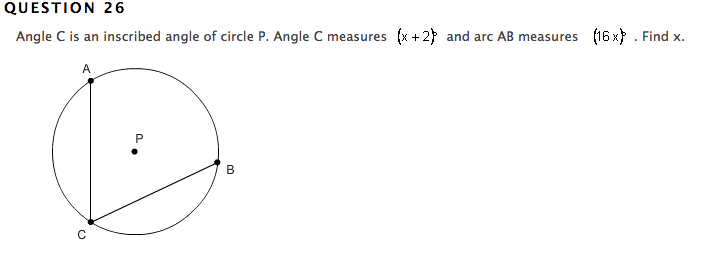 QUESTION 26
Angle C is an inscribed angle of circle P. Angle C measures (x + 2)° and arc AB measures (16x)° . Find x.
A
P
B
C